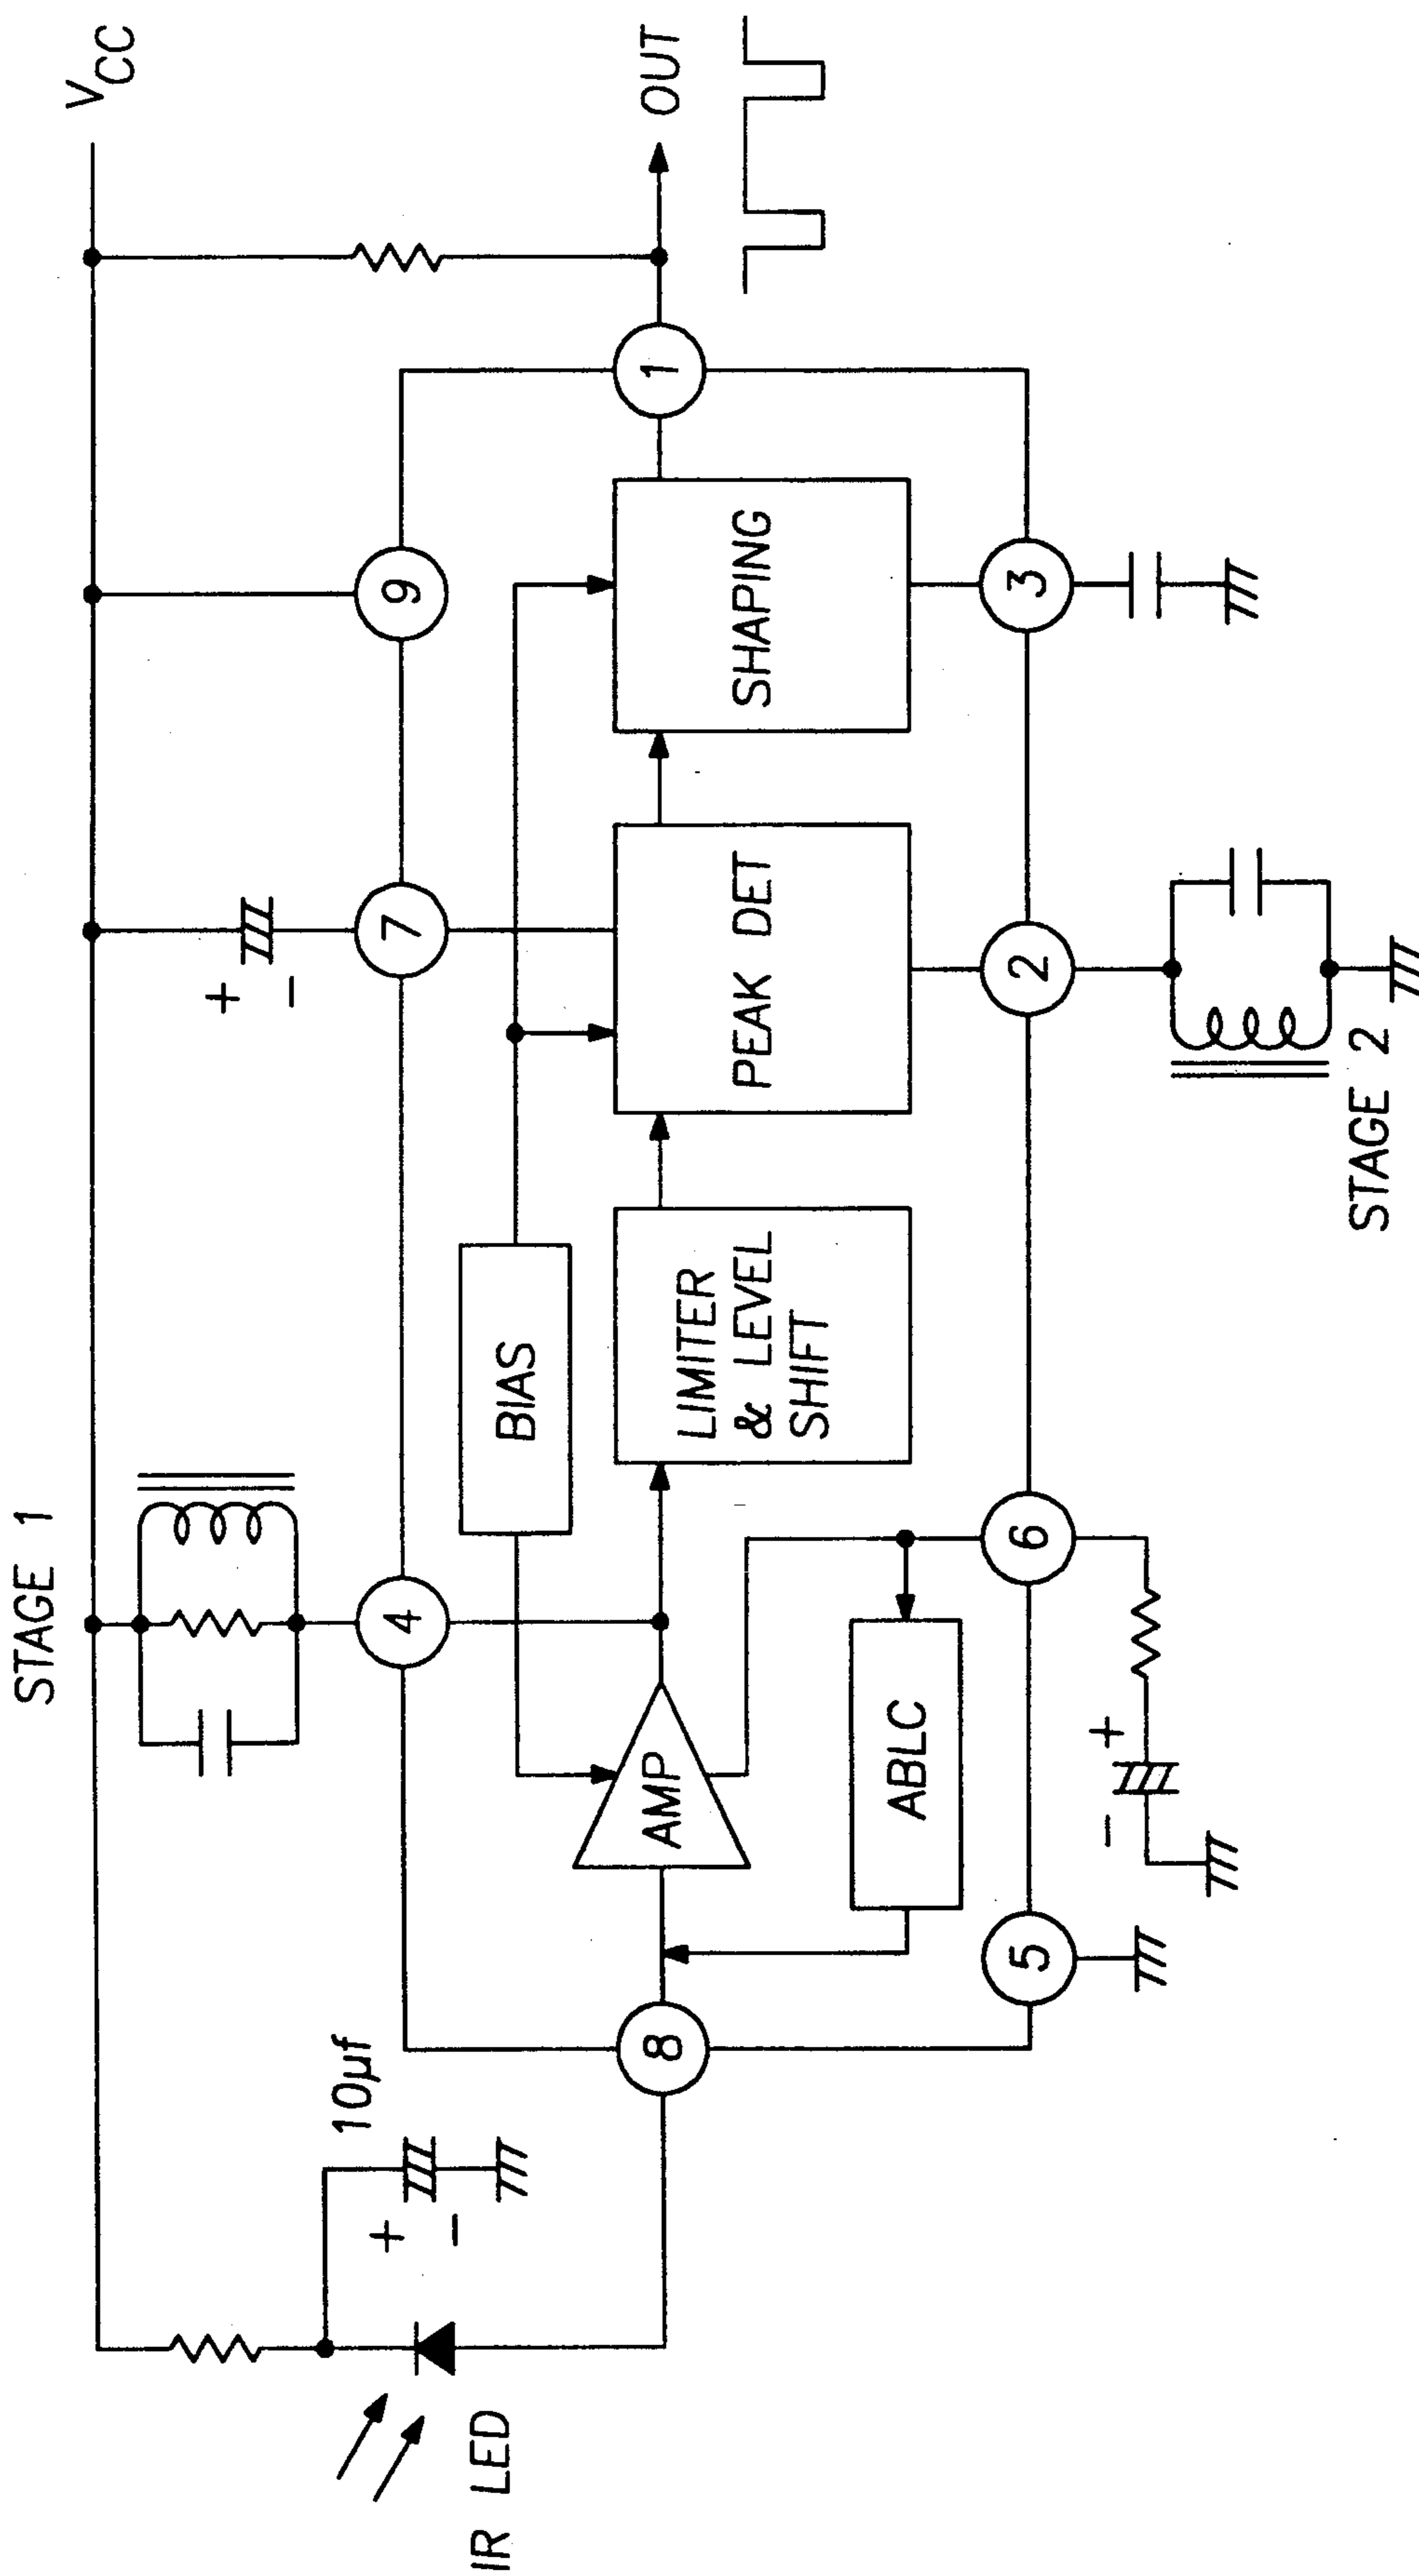 STAGE 1
VCC
10µf
+
−
+
−
IR LED
4
7
9
8
1
5
6
2
3
BIAS
AMP
ABLC
LIMITER
& LEVEL
SHIFT
PEAK DET
SHAPING
OUT
−
+
STAGE 2